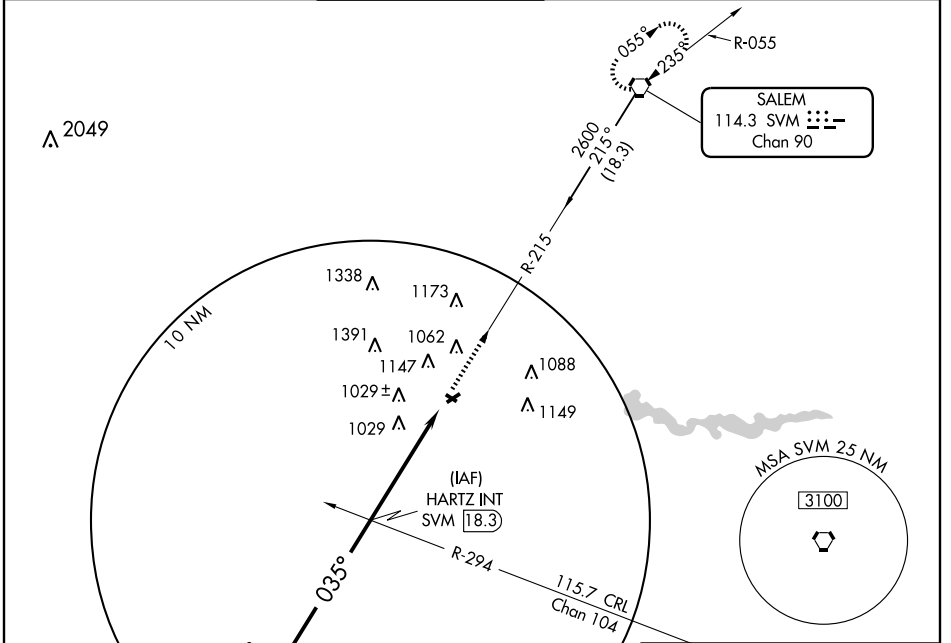 055°
235°
R-055
SALEM
114.3 SVM
Chan 90
2049
2600
215°
(18.3)
R-215
10 NM
1338
1173
1391
1062
1147
1088
1029±
1149
1029
MSA SVM 25 NM
3100
(IAF)
HARTZ INT
SVM 18.3
R-294
115.7 CRL
Chan 104
035°